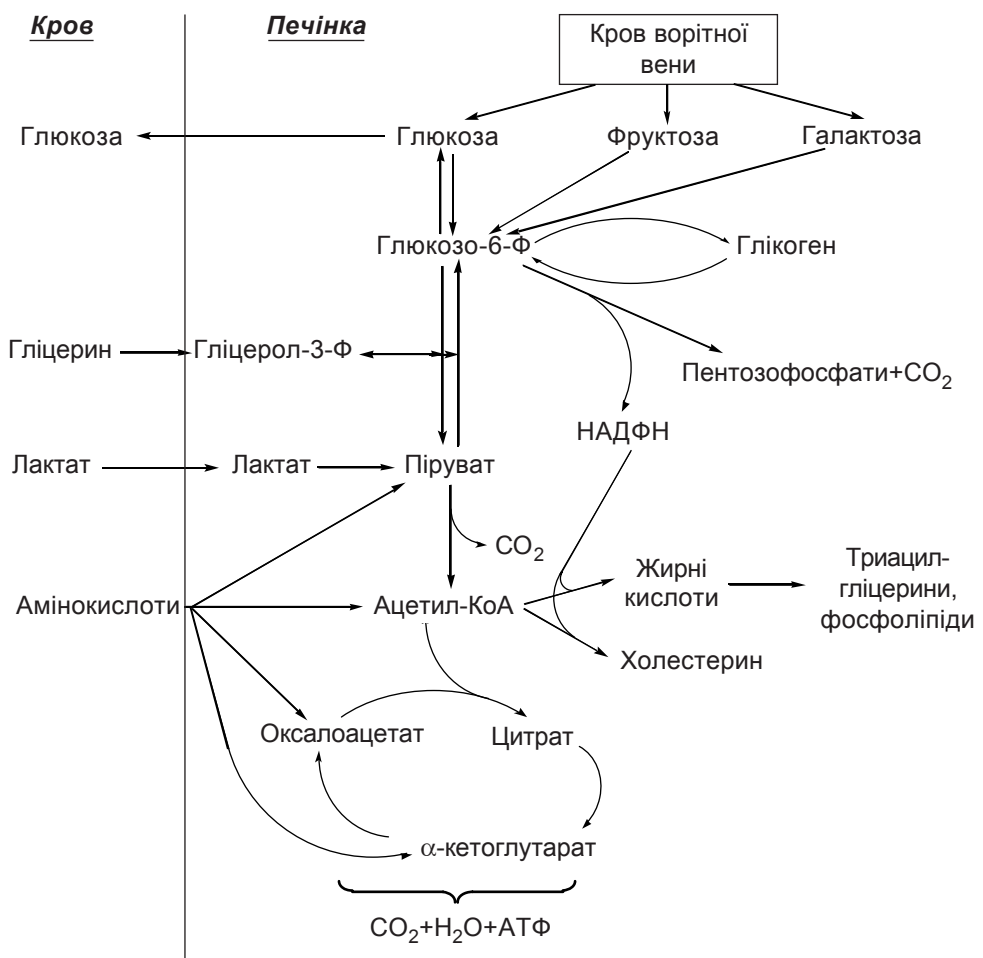 Кров
Печінка
Кров ворітної
вени
Глюкоза
Глюкоза
Фруктоза
Галактоза
Глюкозо-6-Ф
Глікоген
Гліцерин
Гліцерол-3-Ф
Пентозофосфати+CO₂
НАДФН
Лактат
Лактат
Піруват
CO₂
Амінокислоти
Ацетил-КоА
Жирні
кислоти
Триацил-
гліцерини,
фосфоліпіди
Холестерин
Оксалоацетат
Цитрат
α-кетоглутарат
CO₂+H₂O+АТФ